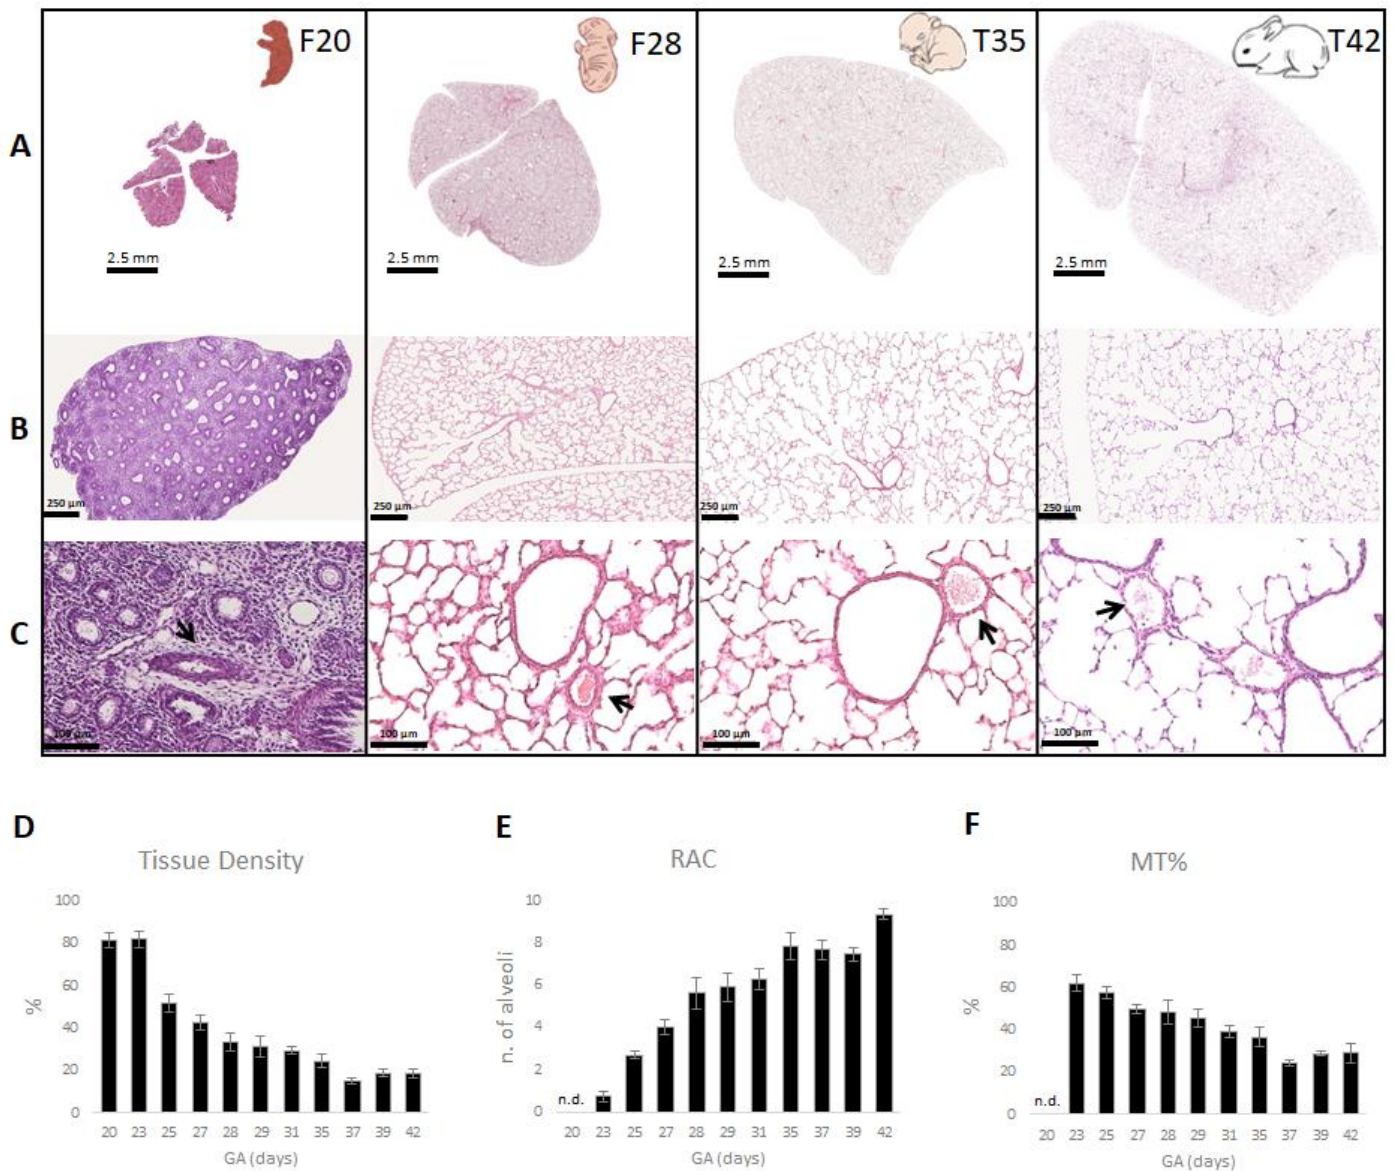 F20
F28
T35
T42
A
2.5 mm
2.5 mm
2.5 mm
2.5 mm
B
250 µm
250 µm
250 µm
250 µm
C
100 µm
100 µm
100 µm
100 µm
D
Tissue Density
%
100
80
60
40
20
0
20 23 25 27 28 29 31 35 37 39 42
GA (days)
E
RAC
n. of alveoli
10
8
6
4
2
0
n.d.
20 23 25 27 28 29 31 35 37 39 42
GA (days)
F
MT%
%
100
80
60
40
20
0
n.d.
20 23 25 27 28 29 31 35 37 39 42
GA (days)